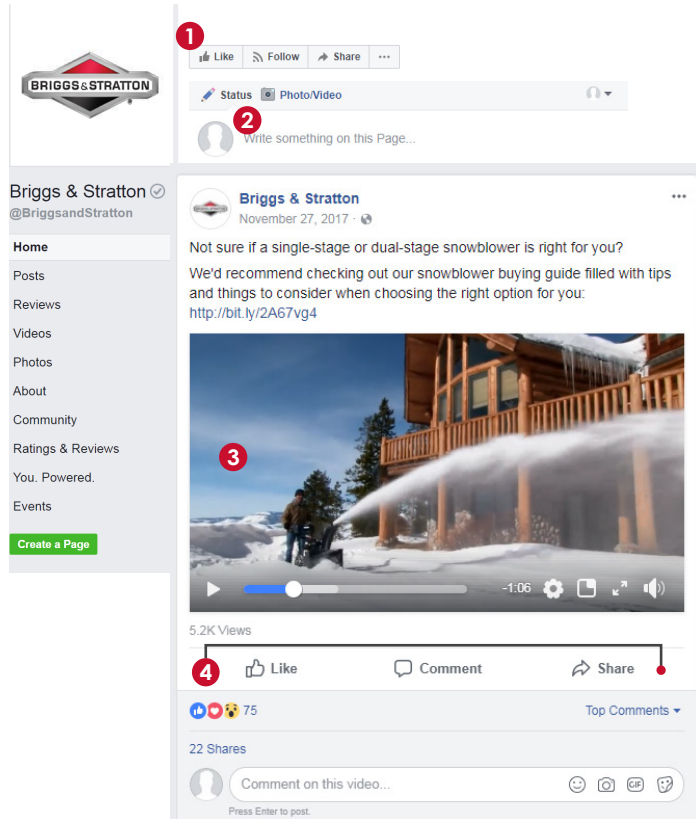 1
Like Follow Share ...
BRIGGS&STRATTON
Status Photo/Video
2
Write something on this Page...
Briggs & Stratton
@BriggsandStratton
Home
Posts
Reviews
Videos
Photos
About
Community
Ratings & Reviews
You. Powered.
Events
Create a Page
Briggs & Stratton
November 27, 2017 ·
Not sure if a single-stage or dual-stage snowblower is right for you?
We'd recommend checking out our snowblower buying guide filled with tips
and things to consider when choosing the right option for you:
http://bit.ly/2A67vg4
3
-1:06
5.2K Views
4
Like Comment Share
75 Top Comments
22 Shares
Comment on this video...
GIF
Press Enter to post.